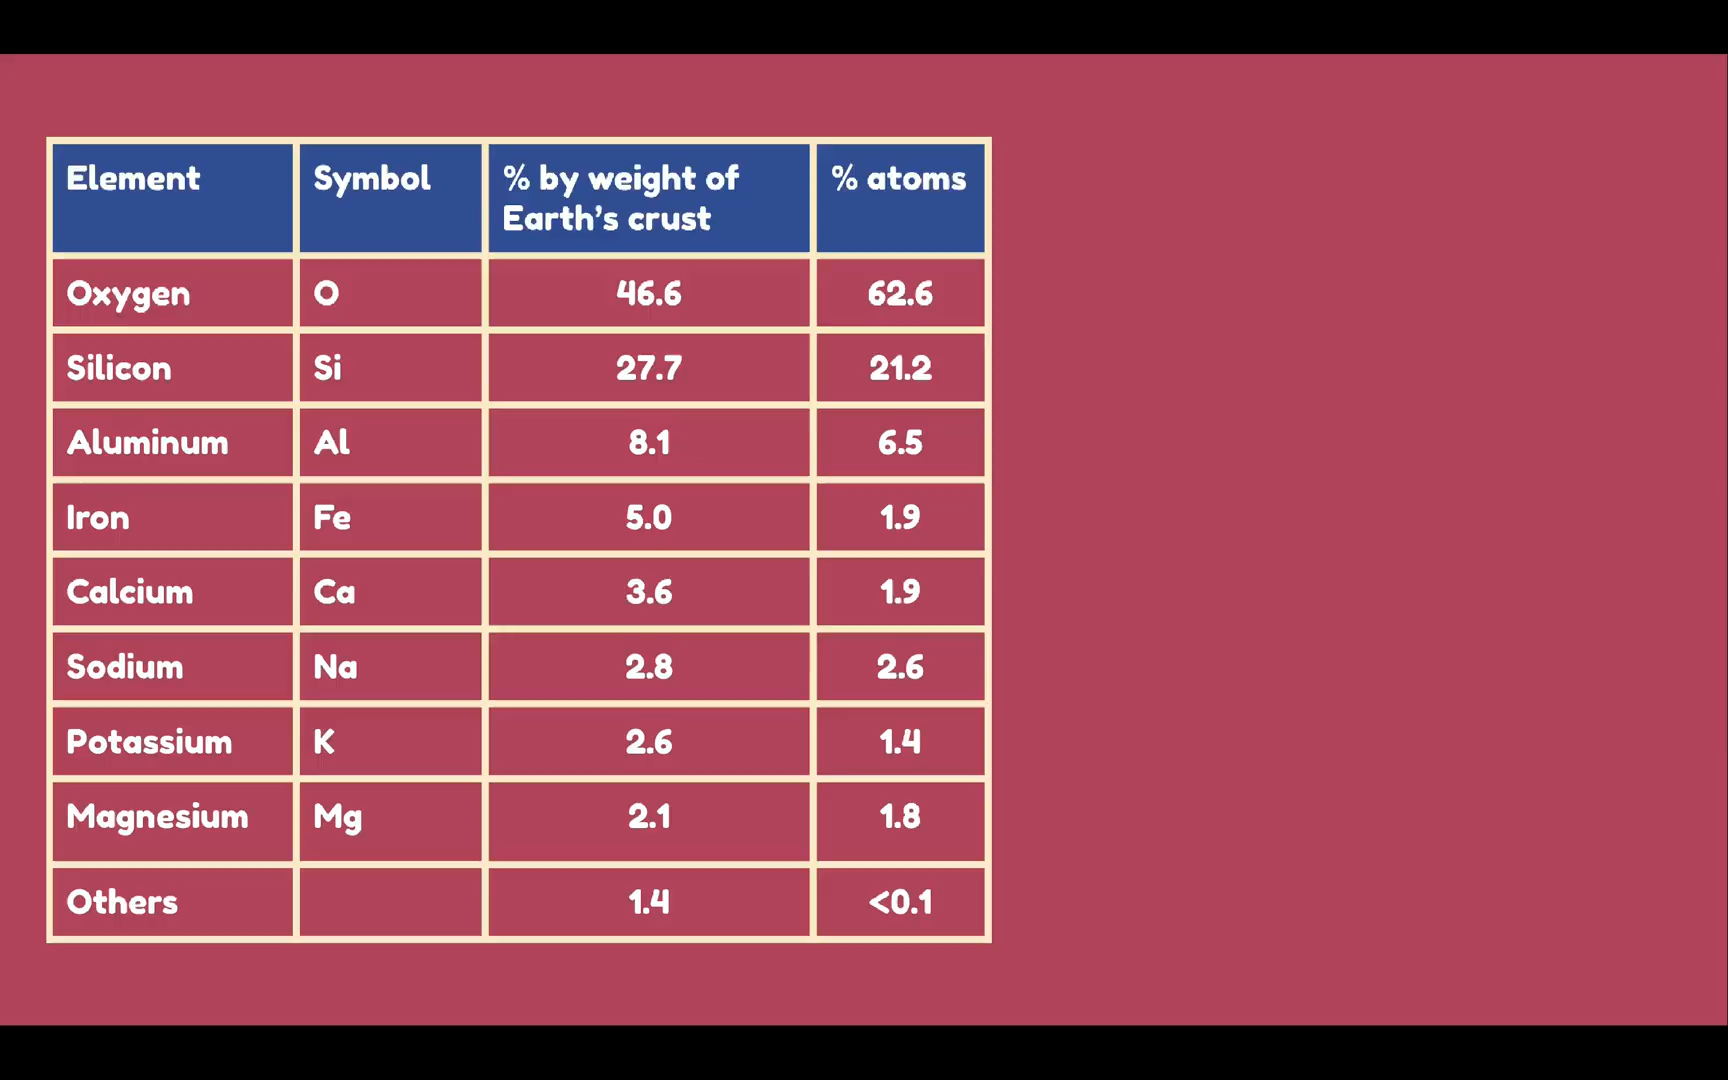 Element Symbol % by weight of Earth's crust % atoms
Oxygen O 46.6 62.6
Silicon Si 27.7 21.2
Aluminum Al 8.1 6.5
Iron Fe 5.0 1.9
Calcium Ca 3.6 1.9
Sodium Na 2.8 2.6
Potassium K 2.6 1.4
Magnesium Mg 2.1 1.8
Others 1.4 <0.1